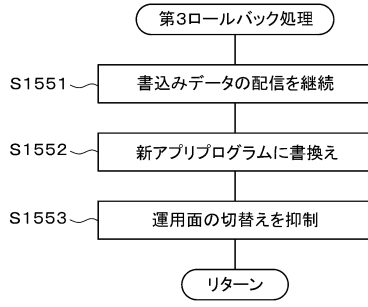 第3ロールバック処理
S1551 書込みデータの配信を継続
S1552 新アプリプログラムに書換え
S1553 運用面の切替えを抑制
リターン